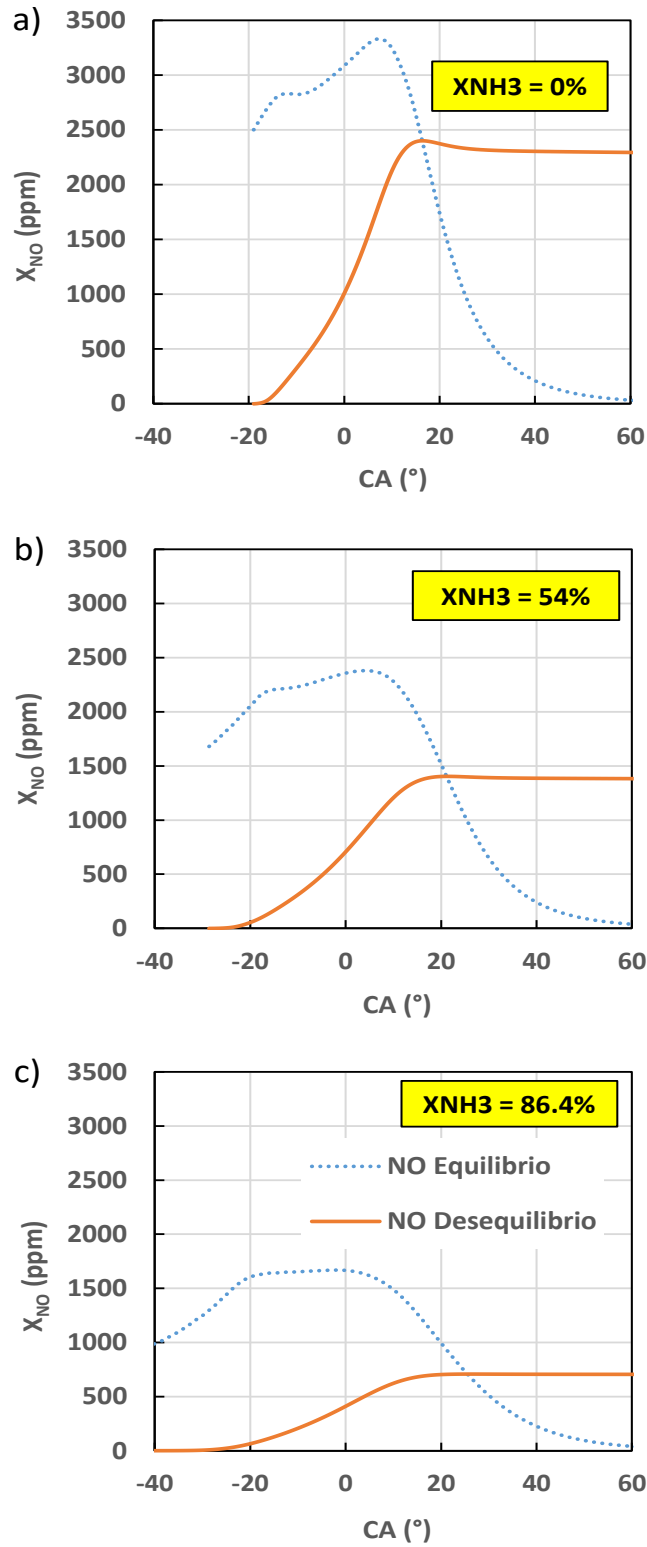 a)
3500
3000
2500
2000
1500
1000
500
0
XNO (ppm)
XNH3 = 0%
-40 -20 0 20 40 60
CA (°)
b)
3500
3000
2500
2000
1500
1000
500
0
XNO (ppm)
XNH3 = 54%
-40 -20 0 20 40 60
CA (°)
c)
3500
3000
2500
2000
1500
1000
500
0
XNO (ppm)
XNH3 = 86.4%
NO Equilibrio
NO Desequilibrio
-40 -20 0 20 40 60
CA (°)